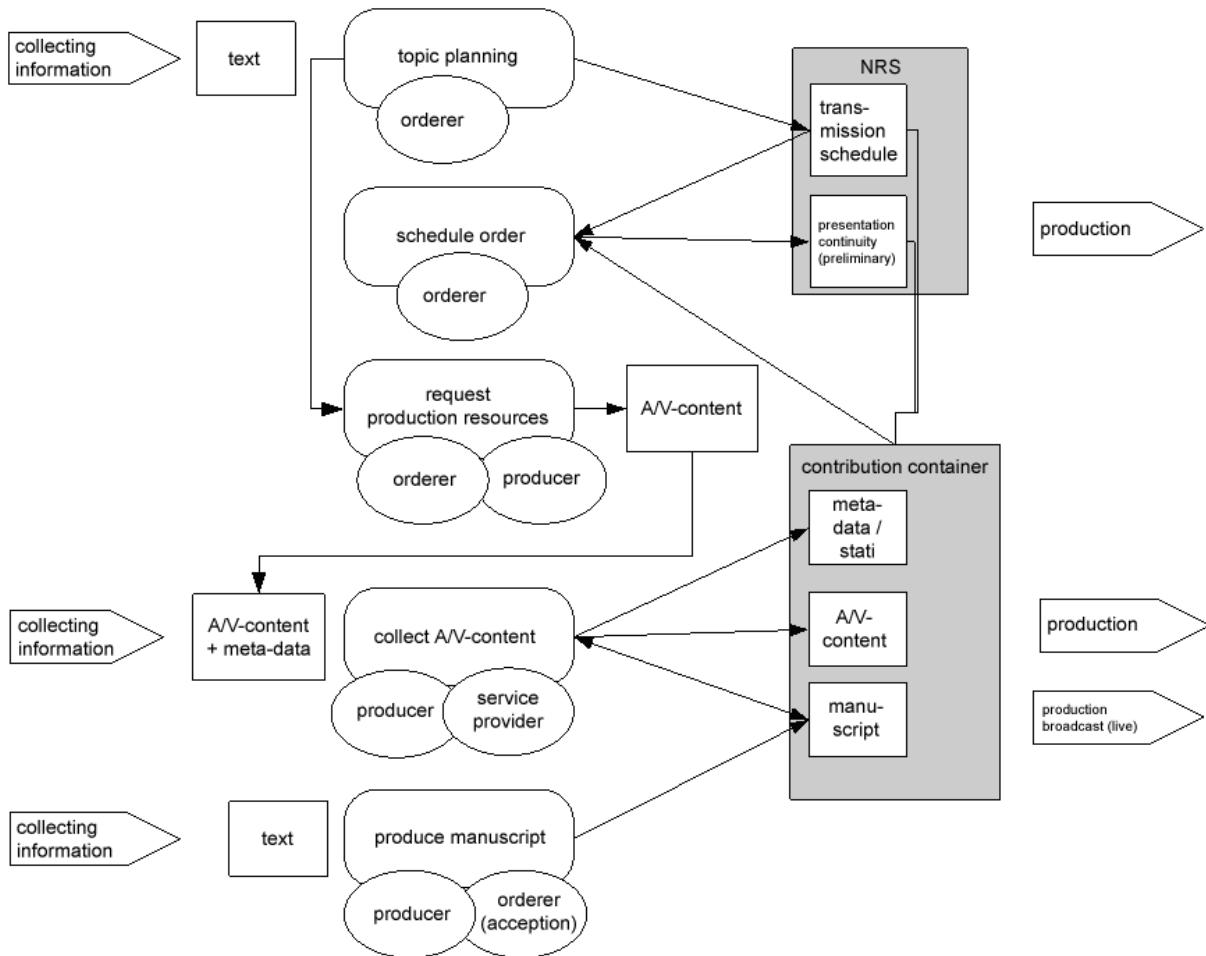 collecting
information
text
topic planning
orderer
NRS
trans-
mission
schedule
schedule order
orderer
presentation
continuity
(preliminary)
production
request
production resources
orderer
producer
A/V-content
contribution container
meta-
data /
stati
collecting
information
A/V-content
+ meta-data
collect A/V-content
producer
service
provider
A/V-
content
production
manu-
script
production
broadcast (live)
collecting
information
text
produce manuscript
producer
orderer
(acception)